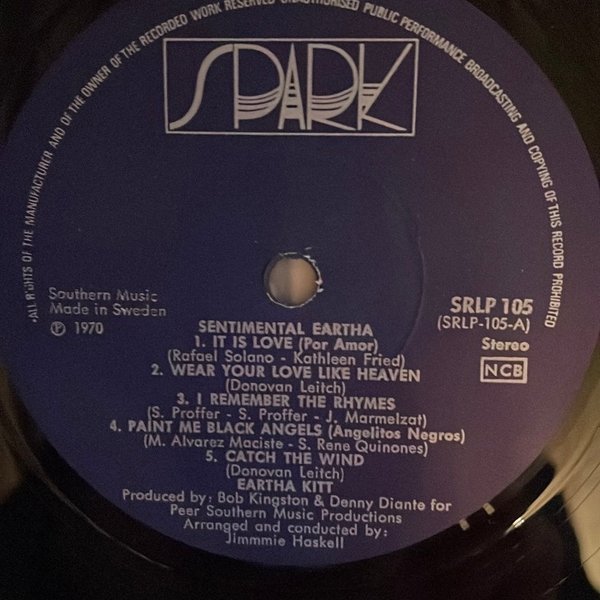 •ALL RIGHTS OF THE MANUFACTURER AND OF THE OWNER OF THE RECORDED WORK RESERVED UNAUTHORISED PUBLIC PERFORMANCE BROADCASTING AND COPYING OF THIS RECORD PROHIBITED
SPARK
Southern Music
Made in Sweden
℗ 1970
SRLP 105
(SRLP-105-A)
Stereo
NCB
SENTIMENTAL EARTHA
1. IT IS LOVE (Por Amor)
(Rafael Solano - Kathleen Fried)
2. WEAR YOUR LOVE LIKE HEAVEN
(Donovan Leitch)
3. I REMEMBER THE RHYMES
(S. Proffer - S. Proffer - J. Marmelzat)
4. PAINT ME BLACK ANGELS (Angelitos Negros)
(M. Alvarez Maciste - S. Rene Quinones)
5. CATCH THE WIND
(Donovan Leitch)
EARTHA KITT
Produced by: Bob Kingston & Denny Diante for
Peer Southern Music Productions
Arranged and conducted by:
Jimmmie Haskell